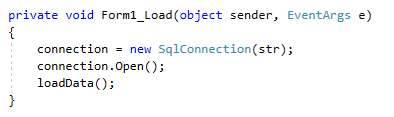 private void Form1_Load(object sender, EventArgs e)
{
    connection = new SqlConnection(str);
    connection.Open();
    loadData();
}